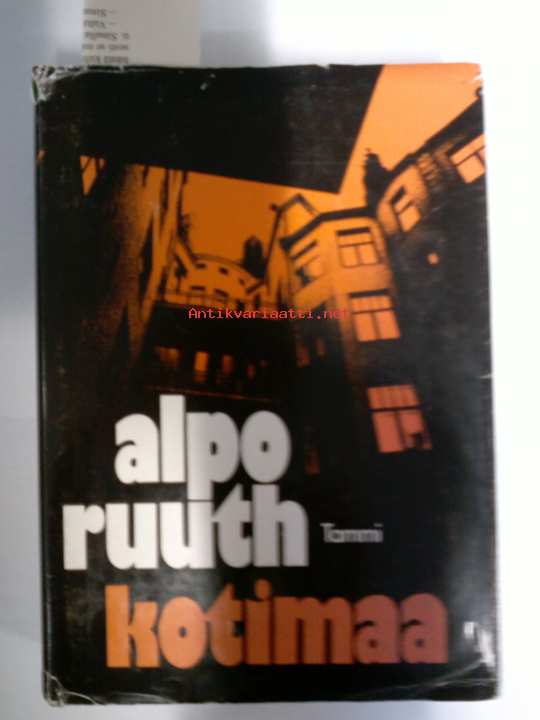 Antikvariaatti.net
alpo
ruuth
Tammi
kotimaa